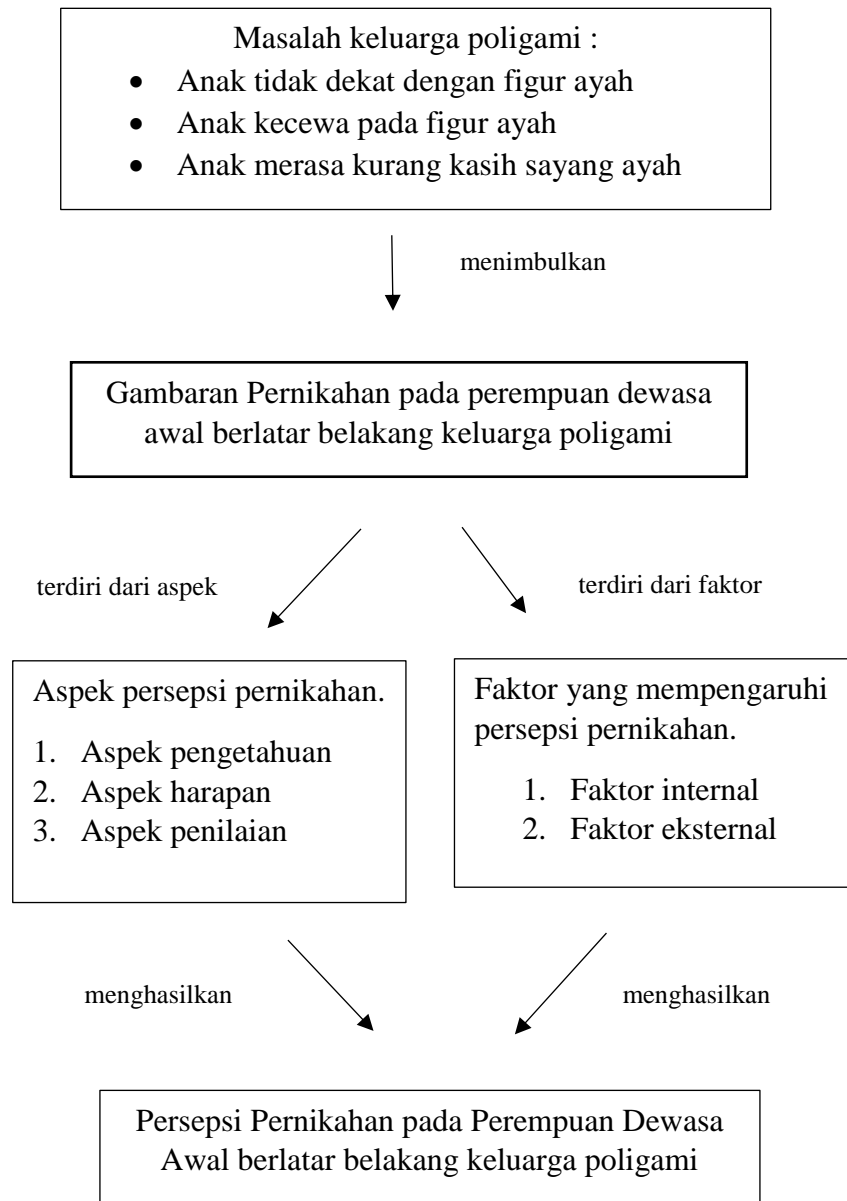 Masalah keluarga poligami :
• Anak tidak dekat dengan figur ayah
• Anak kecewa pada figur ayah
• Anak merasa kurang kasih sayang ayah
menimbulkan
Gambaran Pernikahan pada perempuan dewasa
awal berlatar belakang keluarga poligami
terdiri dari aspek
terdiri dari faktor
Aspek persepsi pernikahan.
1. Aspek pengetahuan
2. Aspek harapan
3. Aspek penilaian
Faktor yang mempengaruhi
persepsi pernikahan.
1. Faktor internal
2. Faktor eksternal
menghasilkan
menghasilkan
Persepsi Pernikahan pada Perempuan Dewasa
Awal berlatar belakang keluarga poligami